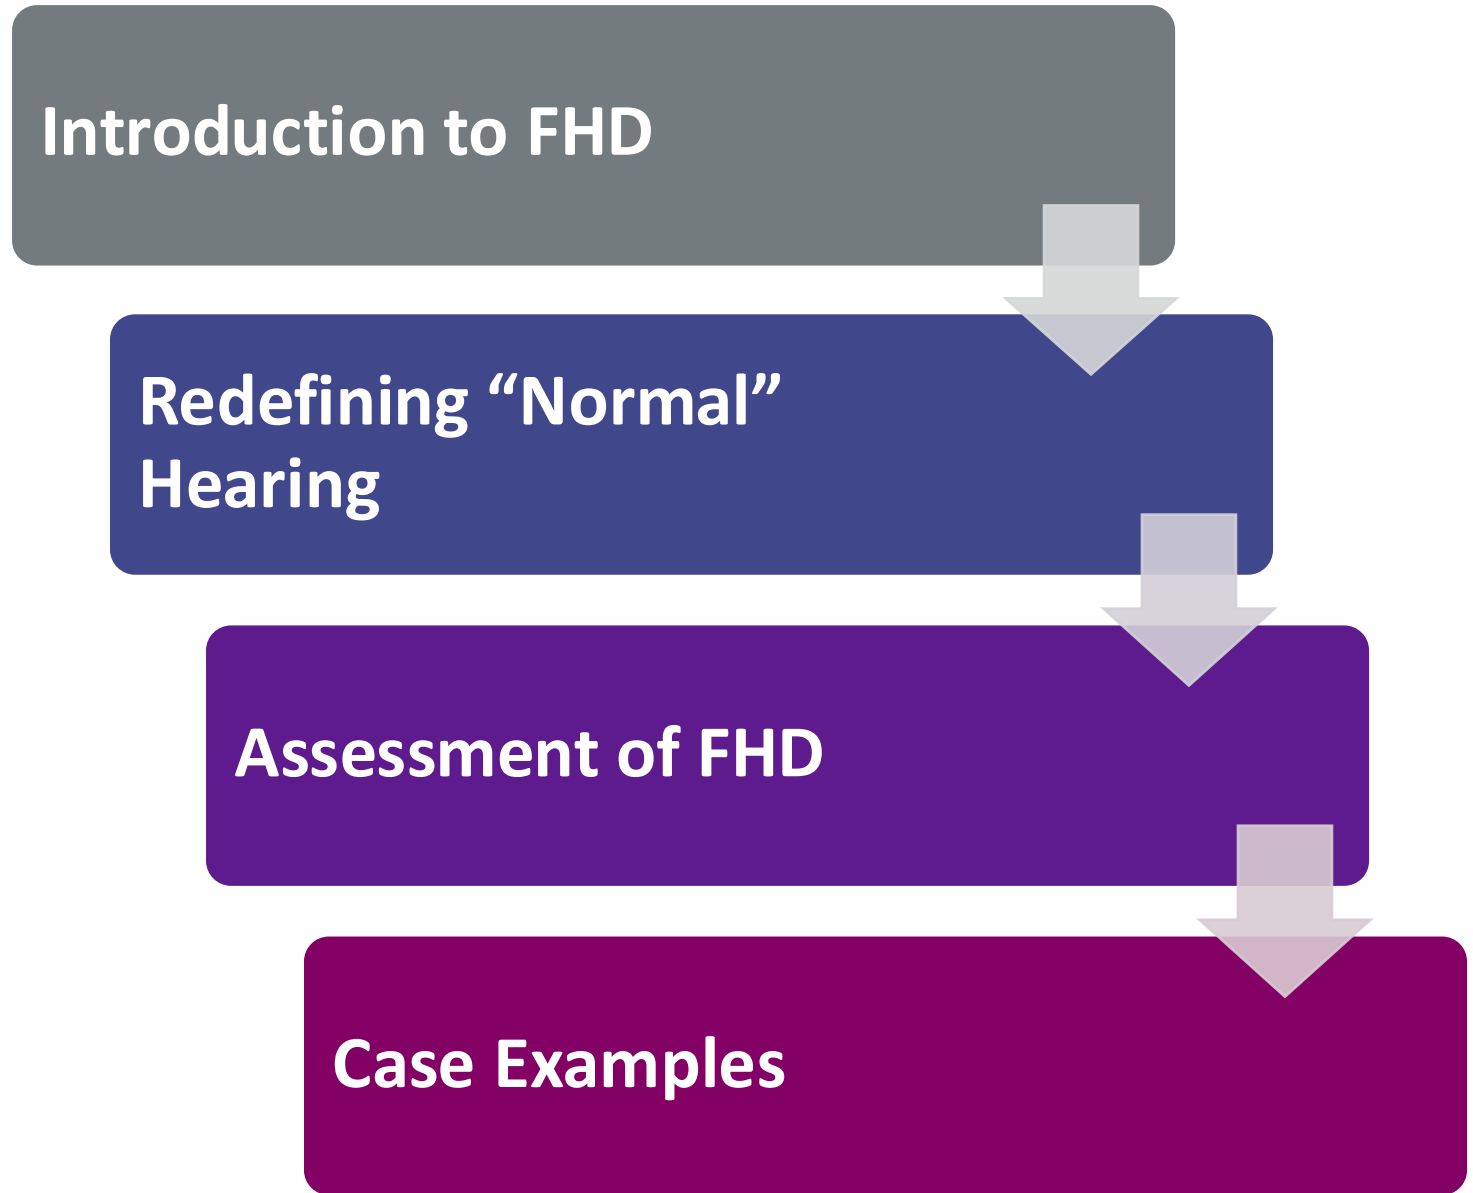 Introduction to FHD
Redefining “Normal”
Hearing
Assessment of FHD
Case Examples